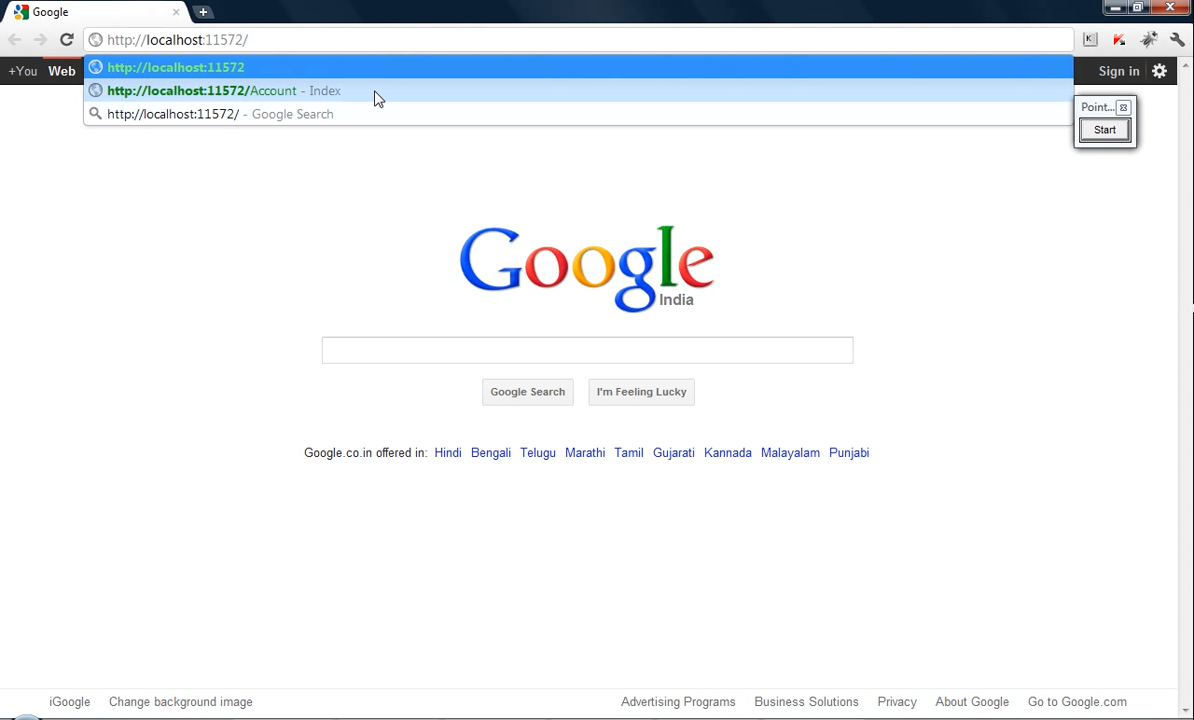 Google
http://localhost:11572/
http://localhost:11572
http://localhost:11572/Account - Index
http://localhost:11572/ - Google Search
+You Web Sign in
Point...
Start
Google
India
Google Search I'm Feeling Lucky
Google.co.in offered in: Hindi Bengali Telugu Marathi Tamil Gujarati Kannada Malayalam Punjabi
iGoogle Change background image Advertising Programs Business Solutions Privacy About Google Go to Google.com